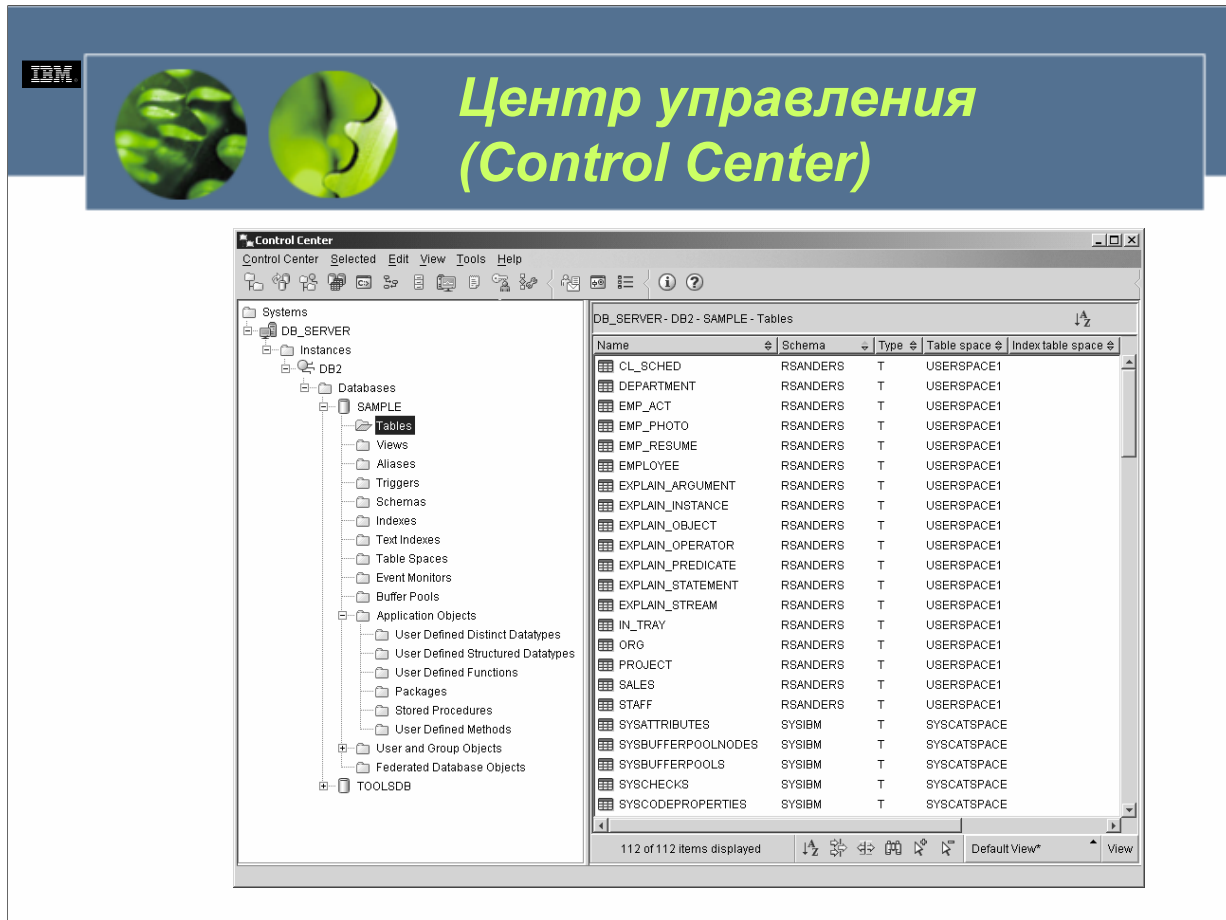 IBM
Центр управления
(Control Center)
Control Center
Control Center Selected Edit View Tools Help
Systems
DB_SERVER
Instances
DB2
Databases
SAMPLE
Tables
Views
Aliases
Triggers
Schemas
Indexes
Text Indexes
Table Spaces
Event Monitors
Buffer Pools
Application Objects
User Defined Distinct Datatypes
User Defined Structured Datatypes
User Defined Functions
Packages
Stored Procedures
User Defined Methods
User and Group Objects
Federated Database Objects
TOOLSDB
DB_SERVER - DB2 - SAMPLE - Tables
Name Schema Type Table space Index table space
CL_SCHED RSANDERS T USERSPACE1
DEPARTMENT RSANDERS T USERSPACE1
EMP_ACT RSANDERS T USERSPACE1
EMP_PHOTO RSANDERS T USERSPACE1
EMP_RESUME RSANDERS T USERSPACE1
EMPLOYEE RSANDERS T USERSPACE1
EXPLAIN_ARGUMENT RSANDERS T USERSPACE1
EXPLAIN_INSTANCE RSANDERS T USERSPACE1
EXPLAIN_OBJECT RSANDERS T USERSPACE1
EXPLAIN_OPERATOR RSANDERS T USERSPACE1
EXPLAIN_PREDICATE RSANDERS T USERSPACE1
EXPLAIN_STATEMENT RSANDERS T USERSPACE1
EXPLAIN_STREAM RSANDERS T USERSPACE1
IN_TRAY RSANDERS T USERSPACE1
ORG RSANDERS T USERSPACE1
PROJECT RSANDERS T USERSPACE1
SALES RSANDERS T USERSPACE1
STAFF RSANDERS T USERSPACE1
SYSATTRIBUTES SYSIBM T SYSCATSPACE
SYSBUFFERPOOLNODES SYSIBM T SYSCATSPACE
SYSBUFFERPOOLS SYSIBM T SYSCATSPACE
SYSCHECKS SYSIBM T SYSCATSPACE
SYSCODEPROPERTIES SYSIBM T SYSCATSPACE
112 of 112 items displayed Default View* View